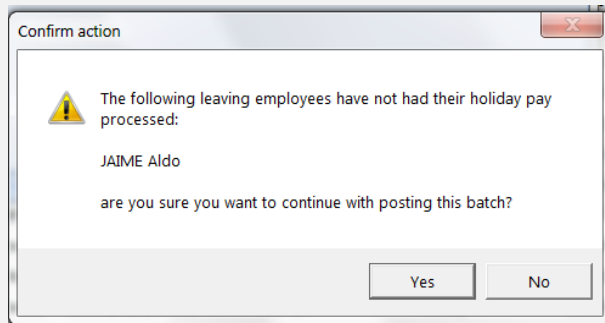 Confirm action
The following leaving employees have not had their holiday pay
processed:
JAIME Aldo
are you sure you want to continue with posting this batch?
Yes
No